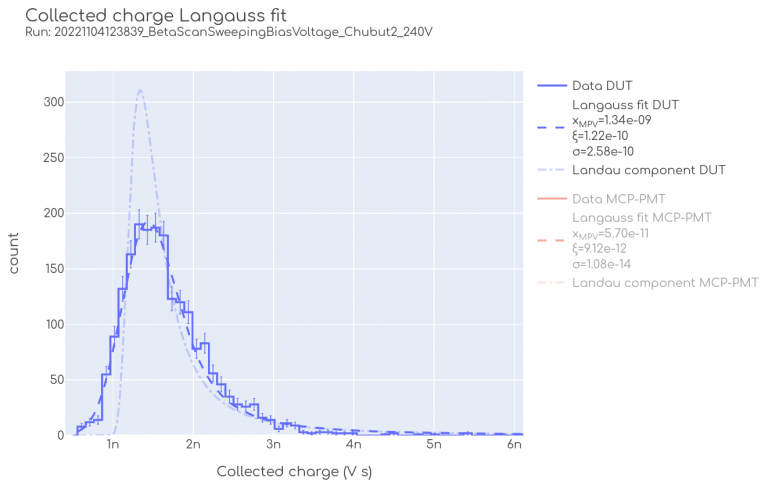 Collected charge Langauss fit
Run: 20221104123839_BetaScanSweepingBiasVoltage_Chubut2_240V
Data DUT
Langauss fit DUT
xMPV=1.34e-09
ξ=1.22e-10
σ=2.58e-10
Landau component DUT
Data MCP-PMT
Langauss fit MCP-PMT
xMPV=5.70e-11
ξ=9.12e-12
σ=1.08e-14
Landau component MCP-PMT
300
250
200
150
100
50
0
count
1n 2n 3n 4n 5n 6n
Collected charge (V s)